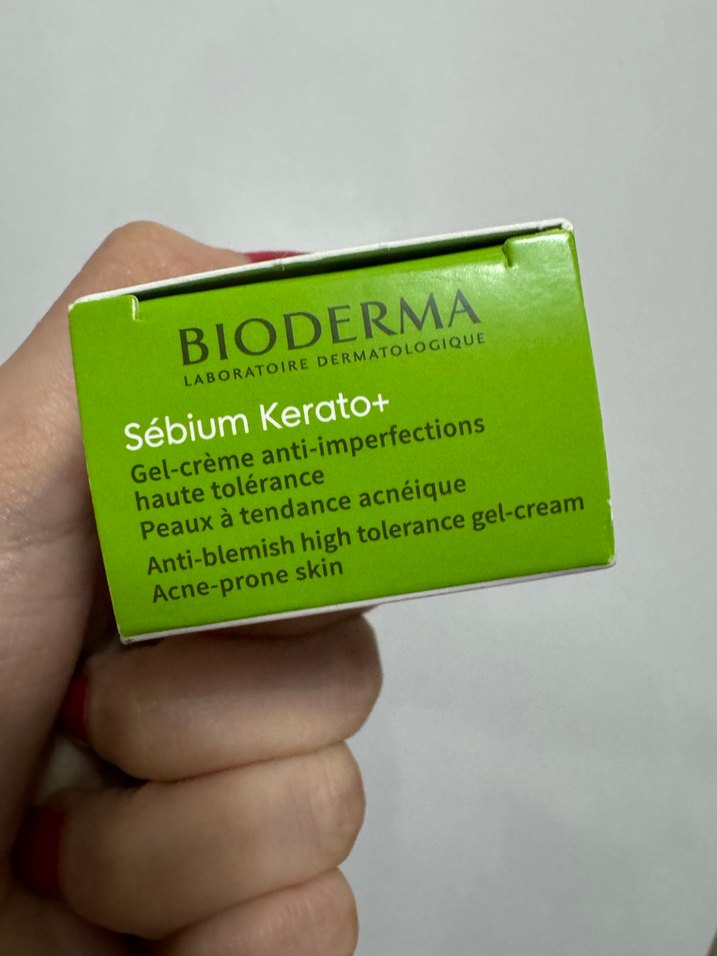 BIODERMA
LABORATOIRE DERMATOLOGIQUE
Sébium Kerato+
Gel-crème anti-imperfections
haute tolérance
Peaux à tendance acnéique
Anti-blemish high tolerance gel-cream
Acne-prone skin